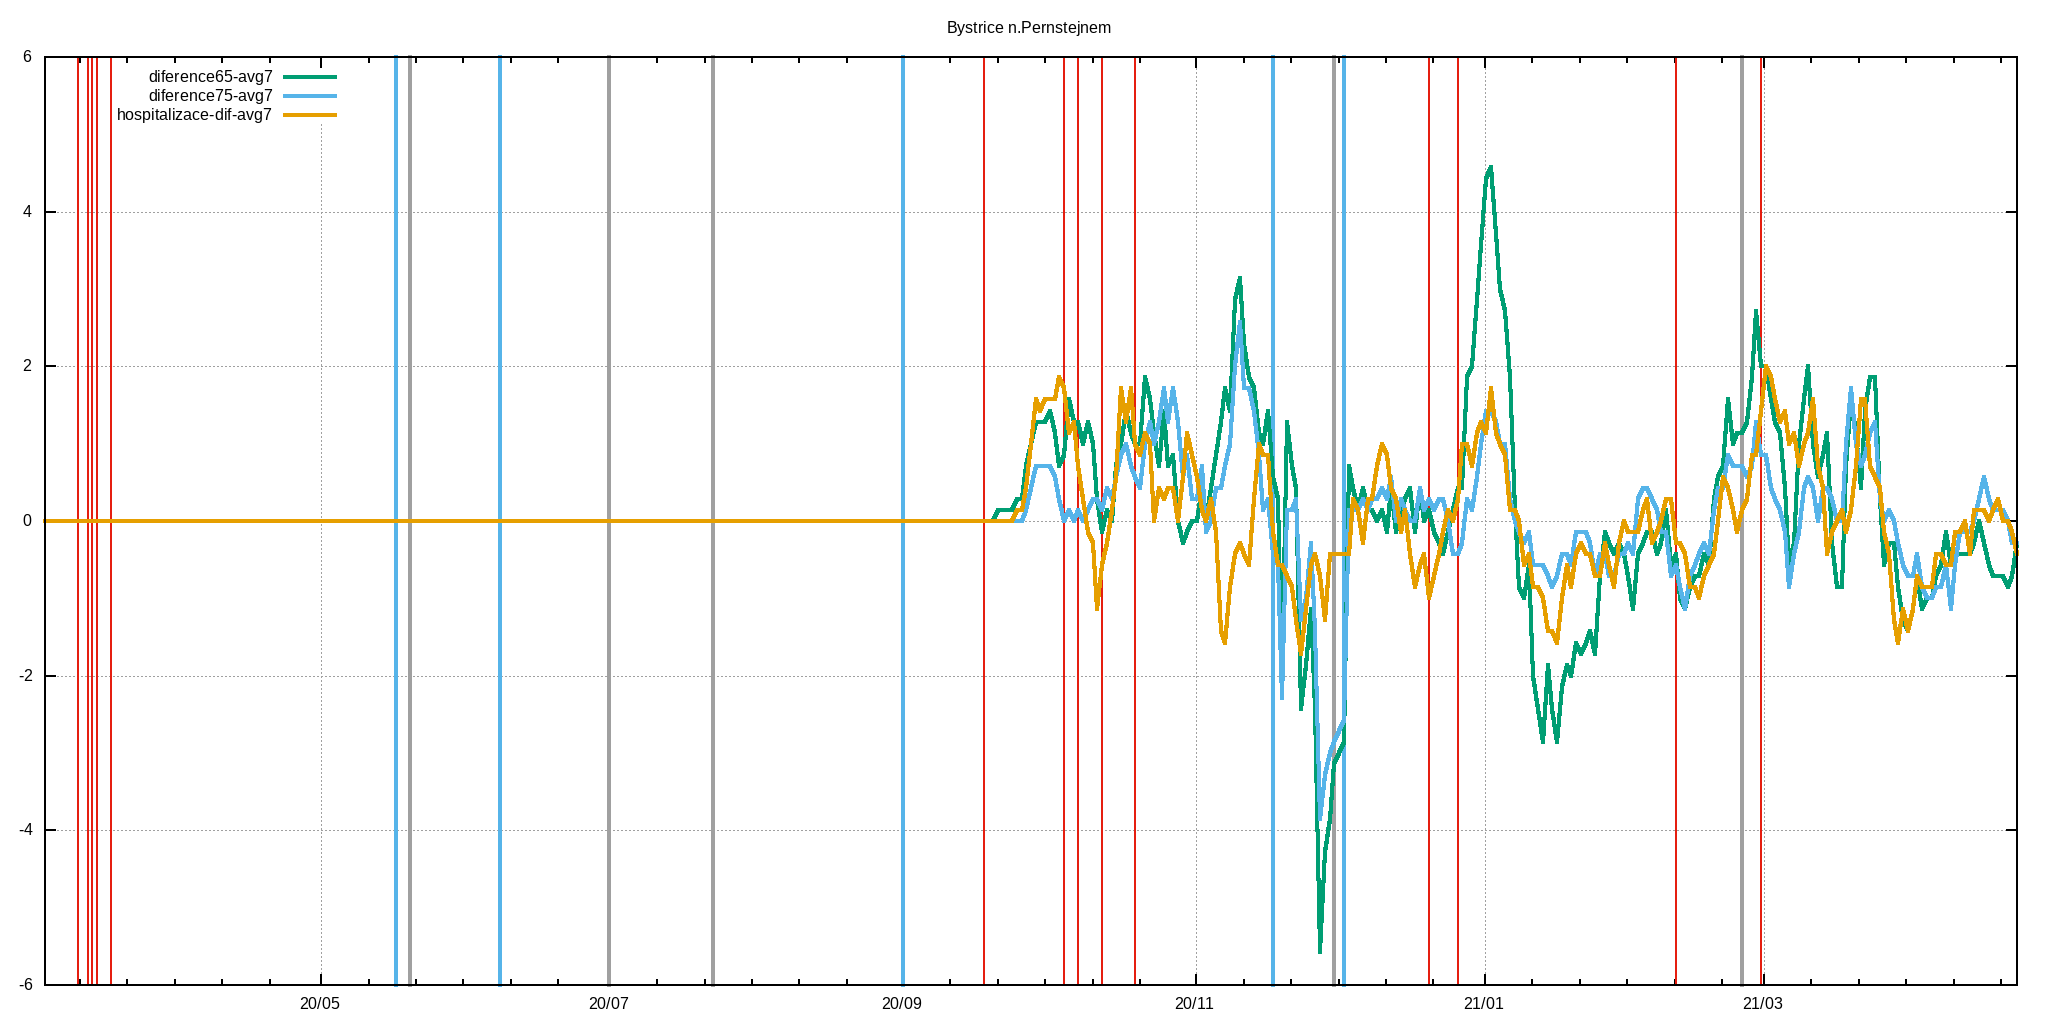 Bystrice n.Pernstejnem
6
diference65-avg7
diference75-avg7
hospitalizace-dif-avg7
4
2
0
-2
-4
-6
20/05 20/07 20/09 20/11 21/01 21/03